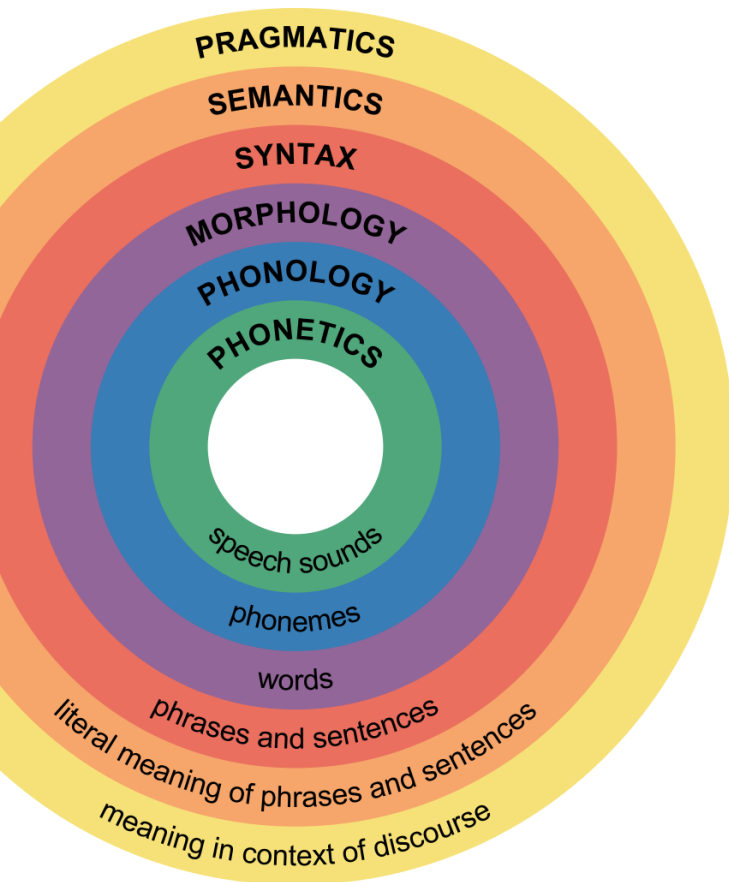 PRAGMATICS
SEMANTICS
SYNTAX
MORPHOLOGY
PHONOLOGY
PHONETICS
speech sounds
phonemes
words
phrases and sentences
literal meaning of phrases and sentences
meaning in context of discourse